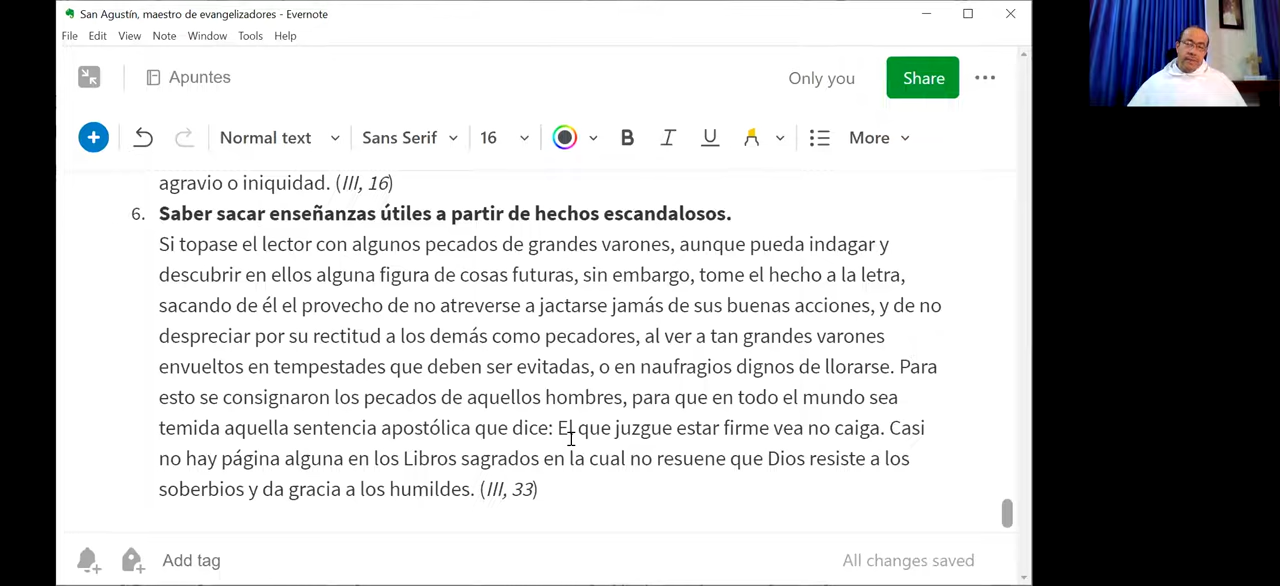 San Agustín, maestro de evangelizadores - Evernote
File Edit View Note Window Tools Help
Apuntes
Only you
Share
Normal text
Sans Serif
16
B I U
More
agravio o iniquidad. (III, 16)
6. Saber sacar enseñanzas útiles a partir de hechos escandalosos.
Si topase el lector con algunos pecados de grandes varones, aunque pueda indagar y
descubrir en ellos alguna figura de cosas futuras, sin embargo, tome el hecho a la letra,
sacando de él el provecho de no atreverse a jactarse jamás de sus buenas acciones, y de no
despreciar por su rectitud a los demás como pecadores, al ver a tan grandes varones
envueltos en tempestades que deben ser evitadas, o en naufragios dignos de llorarse. Para
esto se consignaron los pecados de aquellos hombres, para que en todo el mundo sea
temida aquella sentencia apostólica que dice: El que juzgue estar firme vea no caiga. Casi
no hay página alguna en los Libros sagrados en la cual no resuene que Dios resiste a los
soberbios y da gracia a los humildes. (III, 33)
Add tag
All changes saved